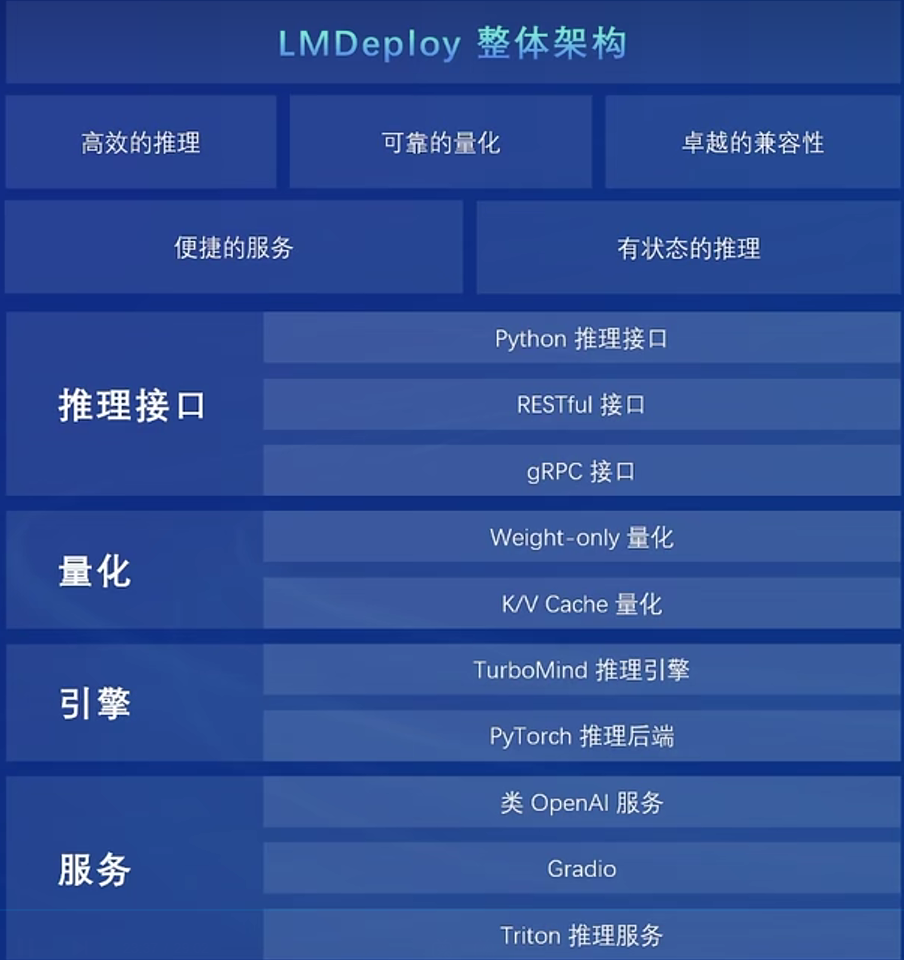 LMDeploy 整体架构
高效的推理
可靠的量化
卓越的兼容性
便捷的服务
有状态的推理
推理接口
Python 推理接口
RESTful 接口
gRPC 接口
量化
Weight-only 量化
K/V Cache 量化
引擎
TurboMind 推理引擎
PyTorch 推理后端
服务
类 OpenAI 服务
Gradio
Triton 推理服务